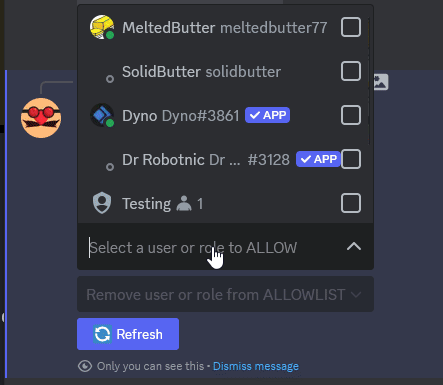 MeltedButter meltedbutter77
SolidButter solidbutter
Dyno Dyno#3861 ✓ APP
Dr Robotnic Dr ... #3128 ✓ APP
Testing 1
Select a user or role to ALLOW
Remove user or role from ALLOWLIST
Refresh
Only you can see this • Dismiss message